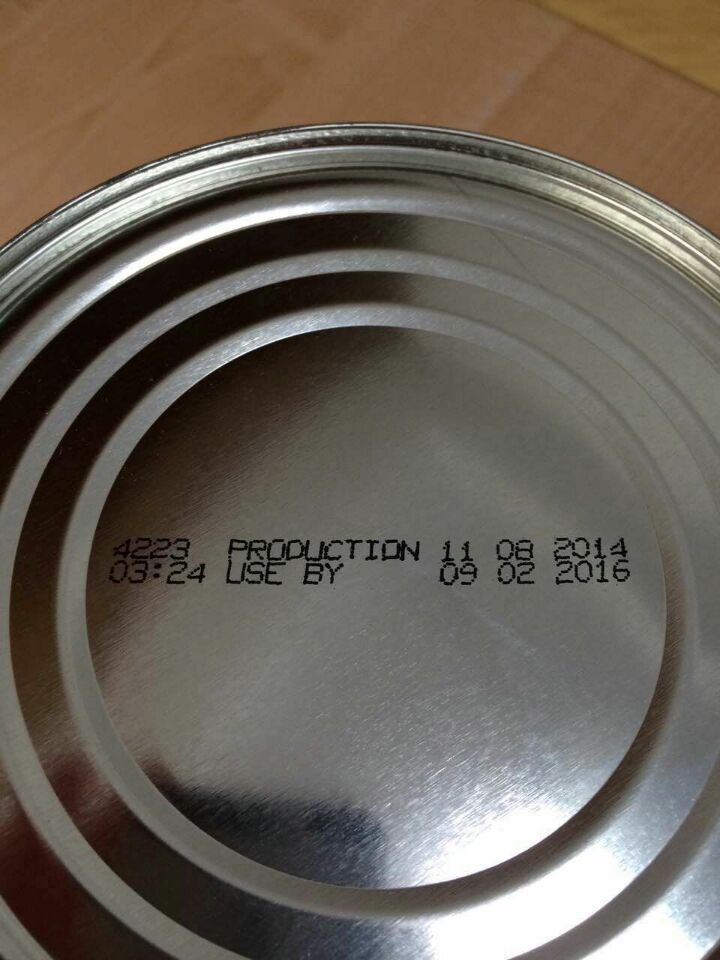 4223 PRODUCTION 11 08 2014
03:24 USE BY 09 02 2016